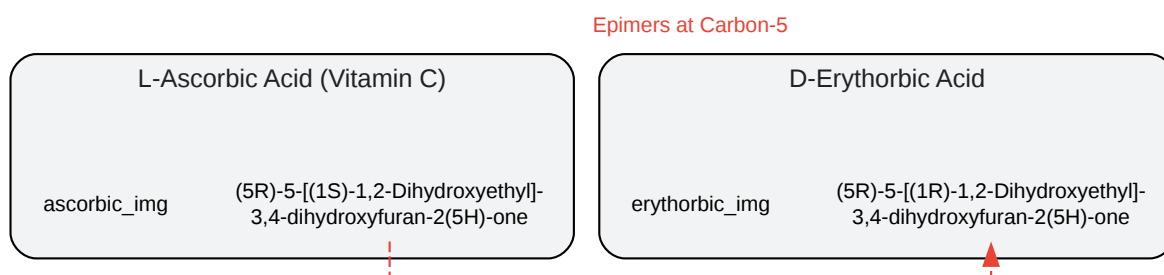 Epimers at Carbon-5
L-Ascorbic Acid (Vitamin C)
ascorbic_img
(5R)-5-[(1S)-1,2-Dihydroxyethyl]-
3,4-dihydroxyfuran-2(5H)-one
D-Erythorbic Acid
erythorbic_img
(5R)-5-[(1R)-1,2-Dihydroxyethyl]-
3,4-dihydroxyfuran-2(5H)-one